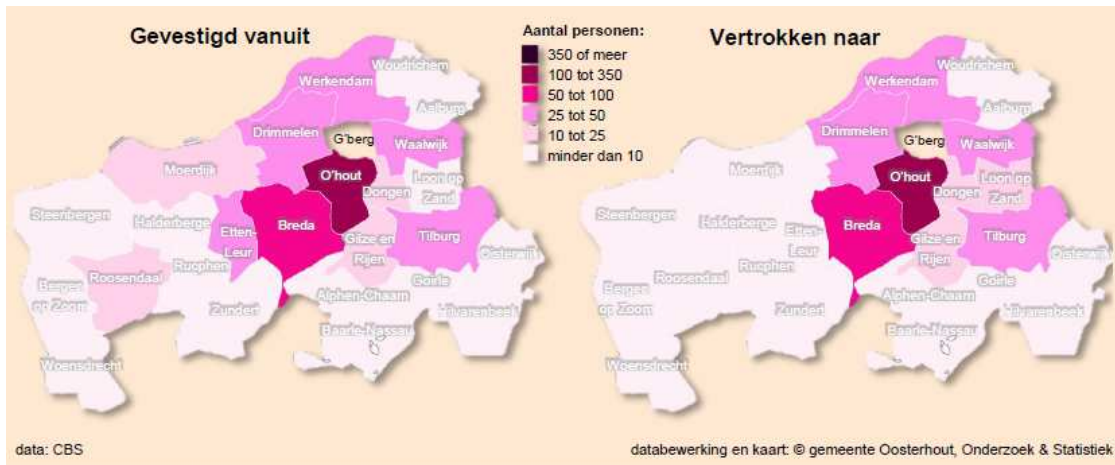 Gevestigd vanuit
Aantal personen:
350 of meer
100 tot 350
50 tot 100
25 tot 50
10 tot 25
minder dan 10
Vertrokken naar
Woudrichem
Werkendam
Aalburg
Drimmelen
G'berg
Waalwijk
Moerdijk
O'hout
Dongen
Loon op
Zand
Steenbergen
Halderberge
Etten-
Leur
Breda
Gilze en
Rijen
Tilburg
Oisterwijk
Roosendaal
Rucphen
Goirle
Bergen
op Zoom
Zundert
Alphen-Chaam
Hilvarenbeek
Baarle-Nassau
Woensdrecht
Woudrichem
Werkendam
Aalburg
Drimmelen
G'berg
Waalwijk
Moerdijk
O'hout
Dongen
Loon op
Zand
Steenbergen
Halderberge
Etten-
Leur
Breda
Gilze en
Rijen
Tilburg
Oisterwijk
Roosendaal
Rucphen
Goirle
Bergen
op Zoom
Zundert
Alphen-Chaam
Hilvarenbeek
Baarle-Nassau
Woensdrecht
data: CBS
databewerking en kaart: © gemeente Oosterhout, Onderzoek & Statistiek